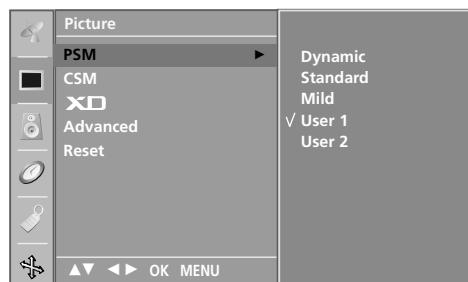 Picture
PSM ►
CSM
XD
Advanced
Reset
▲▼ ◄► OK MENU
Dynamic
Standard
Mild
√ User 1
User 2